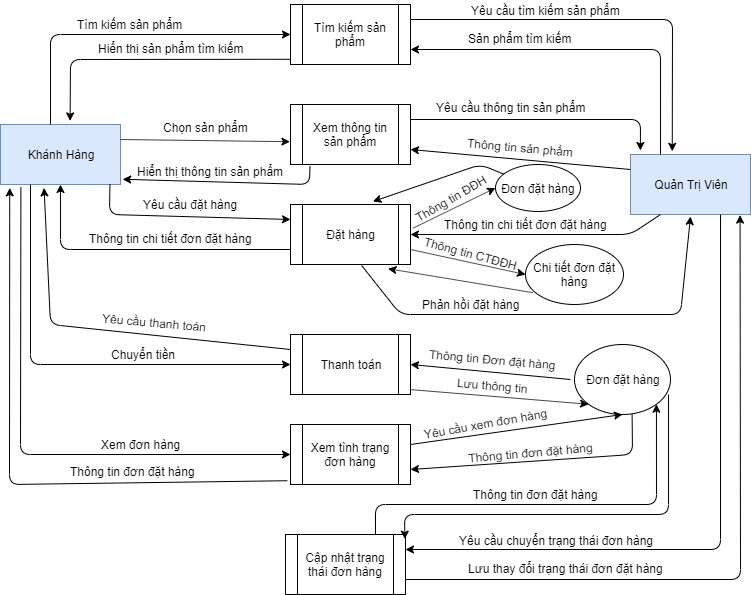 Tìm kiếm sản phẩm
Yêu cầu tìm kiếm sản phẩm
Tìm kiếm sản
phẩm
Hiển thị sản phẩm tìm kiếm
Sản phẩm tìm kiếm
Khánh Hàng
Chọn sản phẩm
Xem thông tin
sản phẩm
Yêu cầu thông tin sản phẩm
Thông tin sản phẩm
Hiển thị thông tin sản phẩm
Quản Trị Viên
Yêu cầu đặt hàng
Đặt hàng
Thông tin ĐĐH
Đơn đặt hàng
Thông tin chi tiết đơn đặt hàng
Thông tin chi tiết đơn đặt hàng
Thông tin CTĐĐH
Chi tiết đơn đặt
hàng
Phản hồi đặt hàng
Yêu cầu thanh toán
Chuyển tiền
Thanh toán
Thông tin Đơn đặt hàng
Lưu thông tin
Đơn đặt hàng
Xem đơn hàng
Xem tình trạng
đơn hàng
Yêu cầu xem đơn hàng
Thông tin đơn đặt hàng
Thông tin đơn đặt hàng
Thông tin đơn đặt hàng
Cập nhật trạng
thái đơn hàng
Yêu cầu chuyển trạng thái đơn hàng
Lưu thay đổi trạng thái đơn đặt hàng